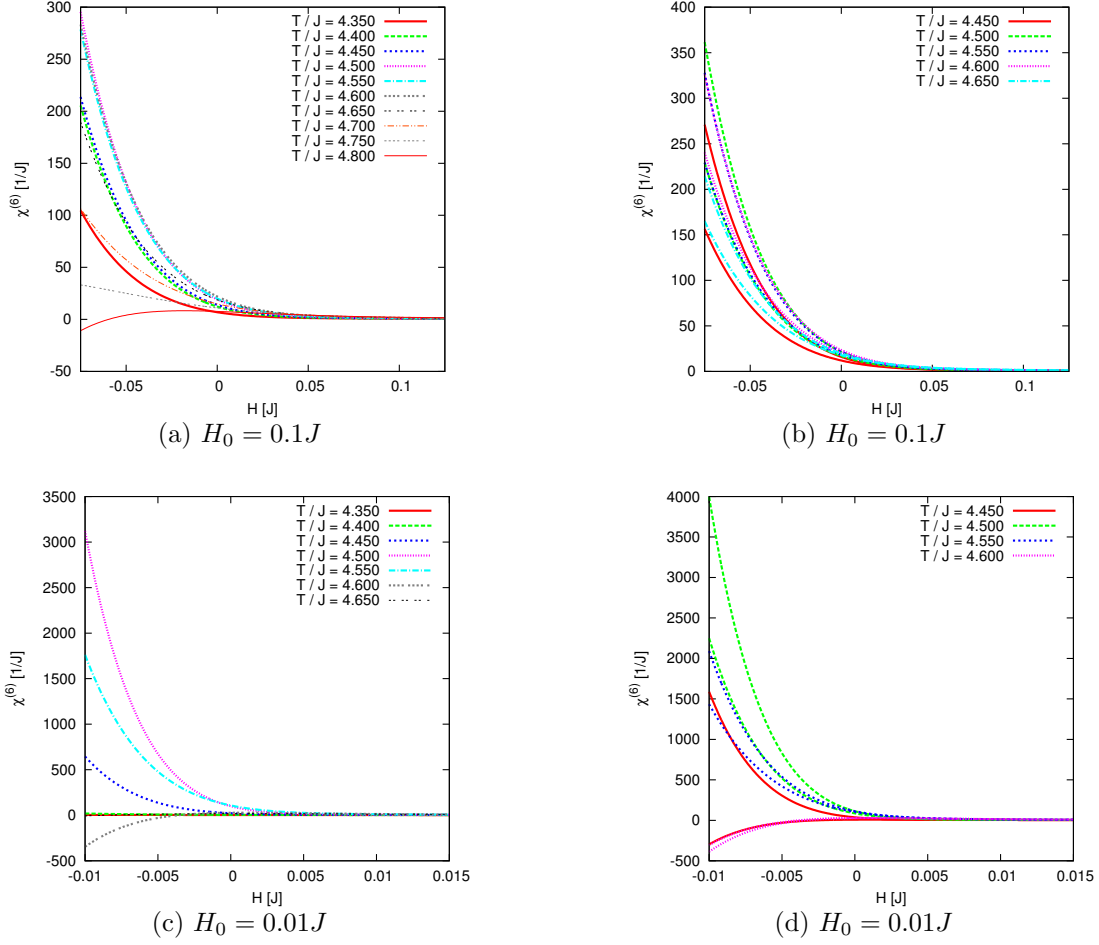 300
250
200
150
100
50
0
-50
-0.05
0
0.05
0.1
χ(6) [1/J]
H [J]
T / J = 4.350
T / J = 4.400
T / J = 4.450
T / J = 4.500
T / J = 4.550
T / J = 4.600
T / J = 4.650
T / J = 4.700
T / J = 4.750
T / J = 4.800
(a) H0 = 0.1J
400
350
300
250
200
150
100
50
0
-0.05
0
0.05
0.1
χ(6) [1/J]
H [J]
T / J = 4.450
T / J = 4.500
T / J = 4.550
T / J = 4.600
T / J = 4.650
(b) H0 = 0.1J
3500
3000
2500
2000
1500
1000
500
0
-500
-0.01
-0.005
0
0.005
0.01
0.015
χ(6) [1/J]
H [J]
T / J = 4.350
T / J = 4.400
T / J = 4.450
T / J = 4.500
T / J = 4.550
T / J = 4.600
T / J = 4.650
(c) H0 = 0.01J
4000
3500
3000
2500
2000
1500
1000
500
0
-500
-0.01
-0.005
0
0.005
0.01
0.015
χ(6) [1/J]
H [J]
T / J = 4.450
T / J = 4.500
T / J = 4.550
T / J = 4.600
(d) H0 = 0.01J